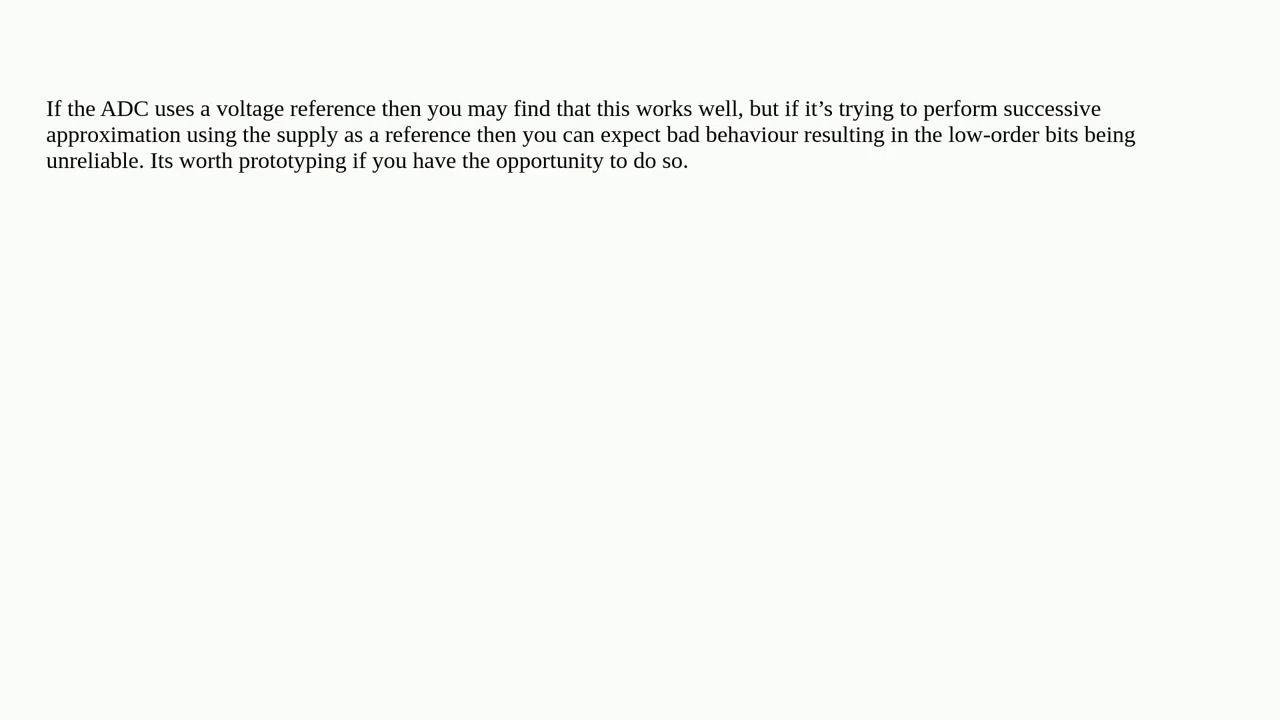 If the ADC uses a voltage reference then you may find that this works well, but if it’s trying to perform successive
approximation using the supply as a reference then you can expect bad behaviour resulting in the low-order bits being
unreliable. Its worth prototyping if you have the opportunity to do so.